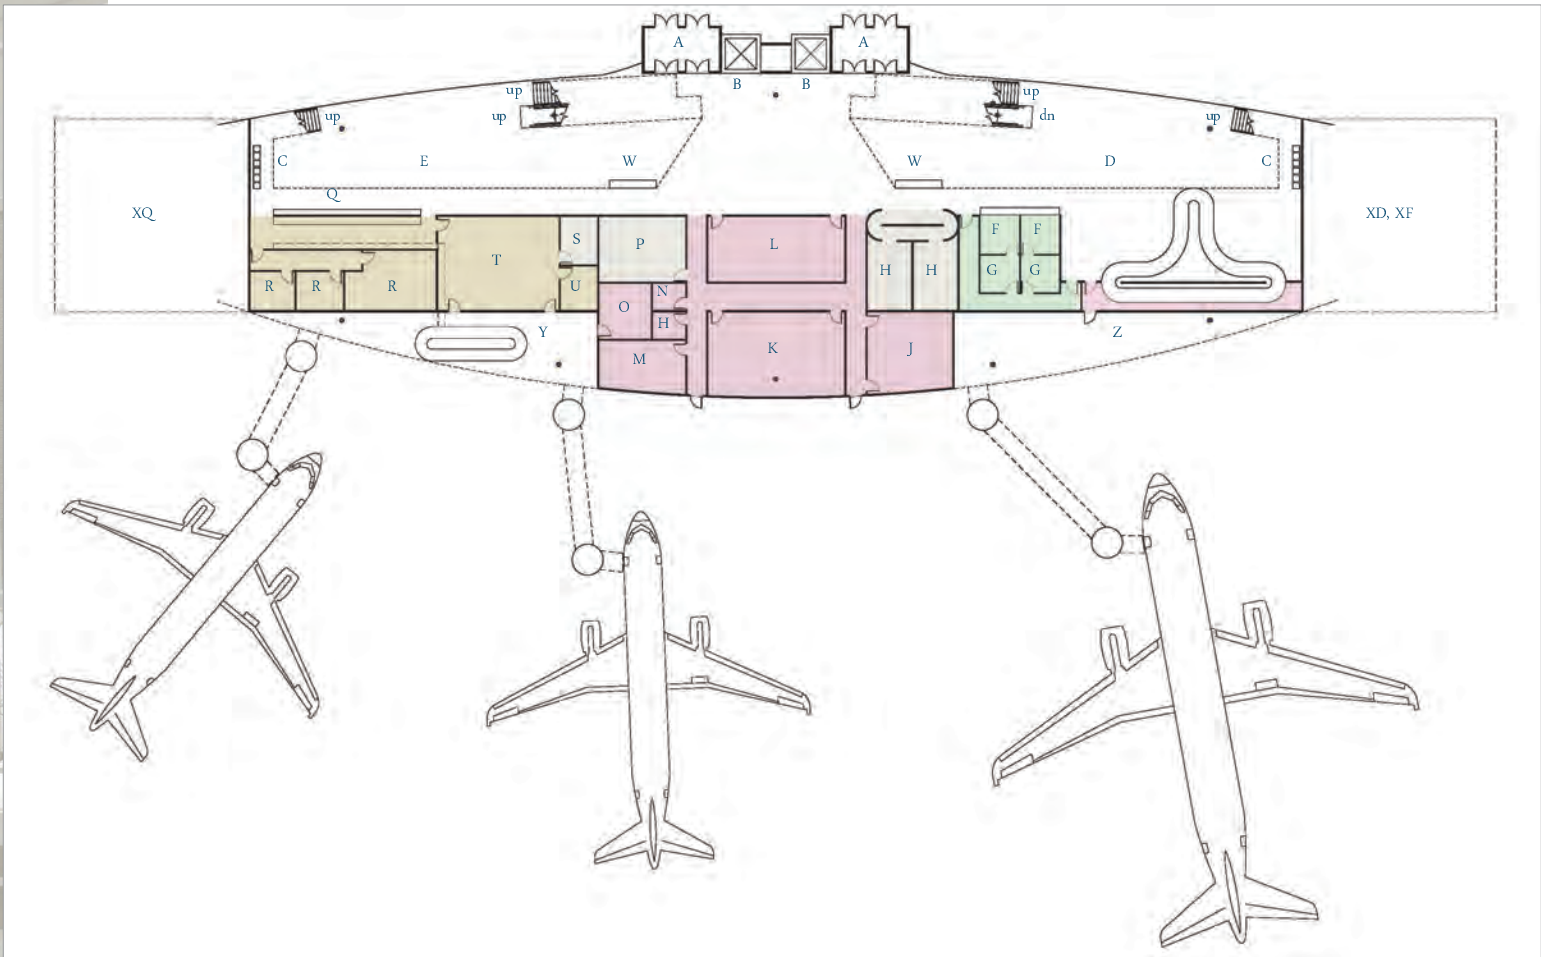 A A
B B
up up
up dn
up up
C E W W D C
Q
XQ XD, XF
S P L F F
T H H G G
R R R U O N
H
Y Z
M K J